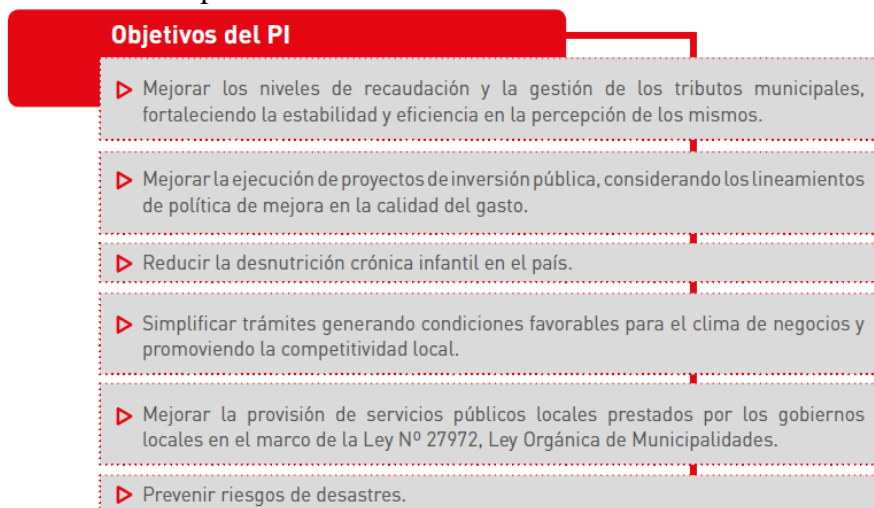 Objetivos del PI
Mejorar los niveles de recaudación y la gestión de los tributos municipales,
fortaleciendo la estabilidad y eficiencia en la percepción de los mismos.
Mejorar la ejecución de proyectos de inversión pública, considerando los lineamientos
de política de mejora en la calidad del gasto.
Reducir la desnutrición crónica infantil en el país.
Simplificar trámites generando condiciones favorables para el clima de negocios y
promoviendo la competitividad local.
Mejorar la provisión de servicios públicos locales prestados por los gobiernos
locales en el marco de la Ley Nº 27972, Ley Orgánica de Municipalidades.
Prevenir riesgos de desastres.